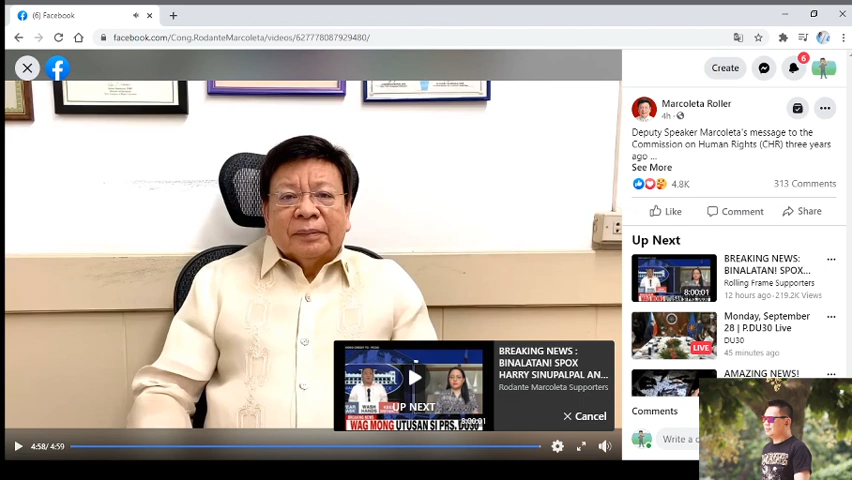 (6) Facebook
facebook.com/Cong.RodanteMarcoleta/videos/627778087929480/
Create
6
Marcoleta Roller
4h
Deputy Speaker Marcoleta's message to the
Commission on Human Rights (CHR) three years
ago ...
See More
4.8K
313 Comments
Like
Comment
Share
Up Next
BREAKING NEWS:
BINALATAN! SPOX...
Rolling Frame Supporters
12 hours ago · 219.2K Views
8:00:01
Monday, September
28 | P.DU30 Live
DU30
45 minutes ago
LIVE
AMAZING NEWS!
Comments
Write a
BREAKING NEWS :
BINALATANI SPOX
HARRY SINUPALPAL AN...
Rodante Marcoleta Supporters
Cancel
UP NEXT
WASH
HANDS
8:00:01
WAG MONG UTUSAN SI PRS. DU30
4:58/4:59